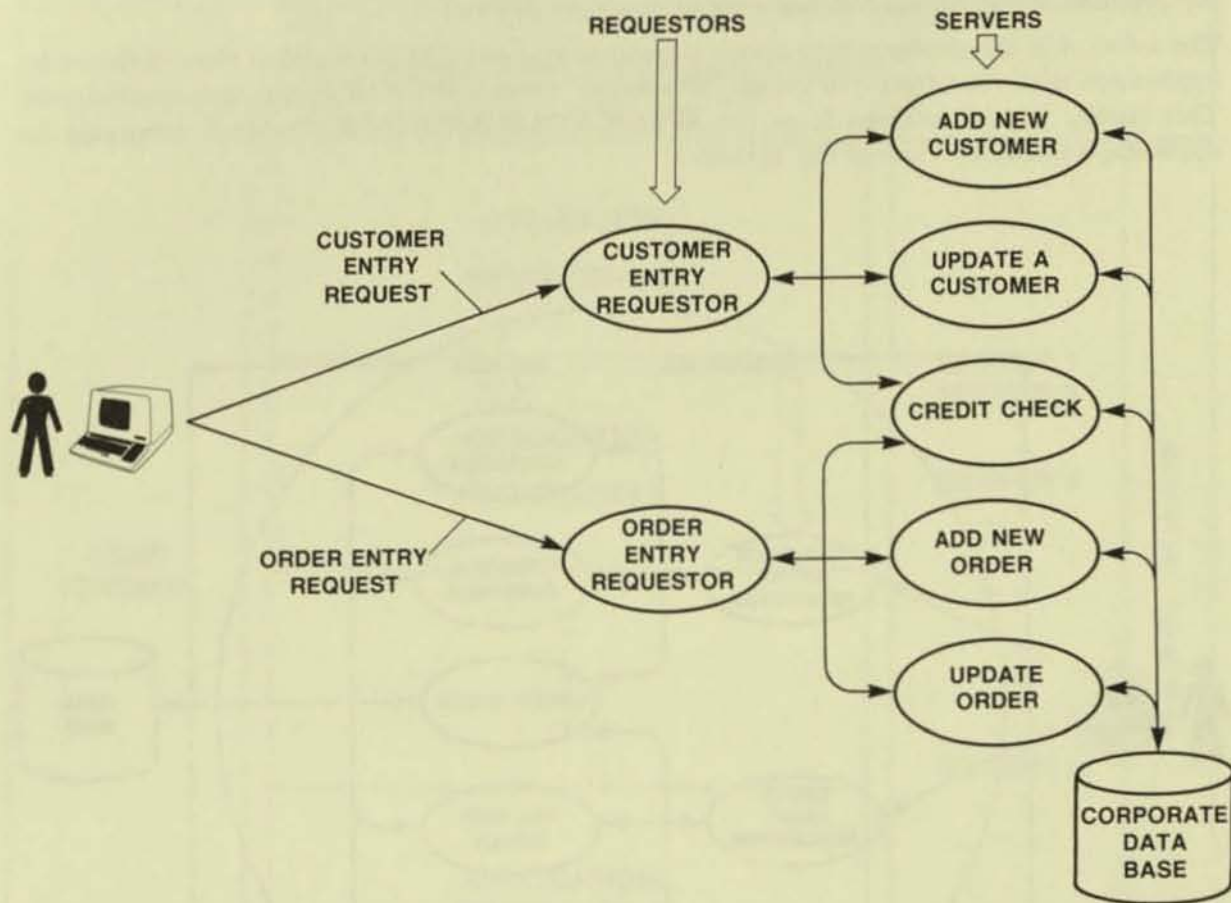 REQUESTORS
SERVERS
ADD NEW
CUSTOMER
CUSTOMER
ENTRY
REQUEST
CUSTOMER
ENTRY
REQUESTOR
UPDATE A
CUSTOMER
CREDIT CHECK
ORDER ENTRY
REQUEST
ORDER
ENTRY
REQUESTOR
ADD NEW
ORDER
UPDATE
ORDER
CORPORATE
DATA
BASE